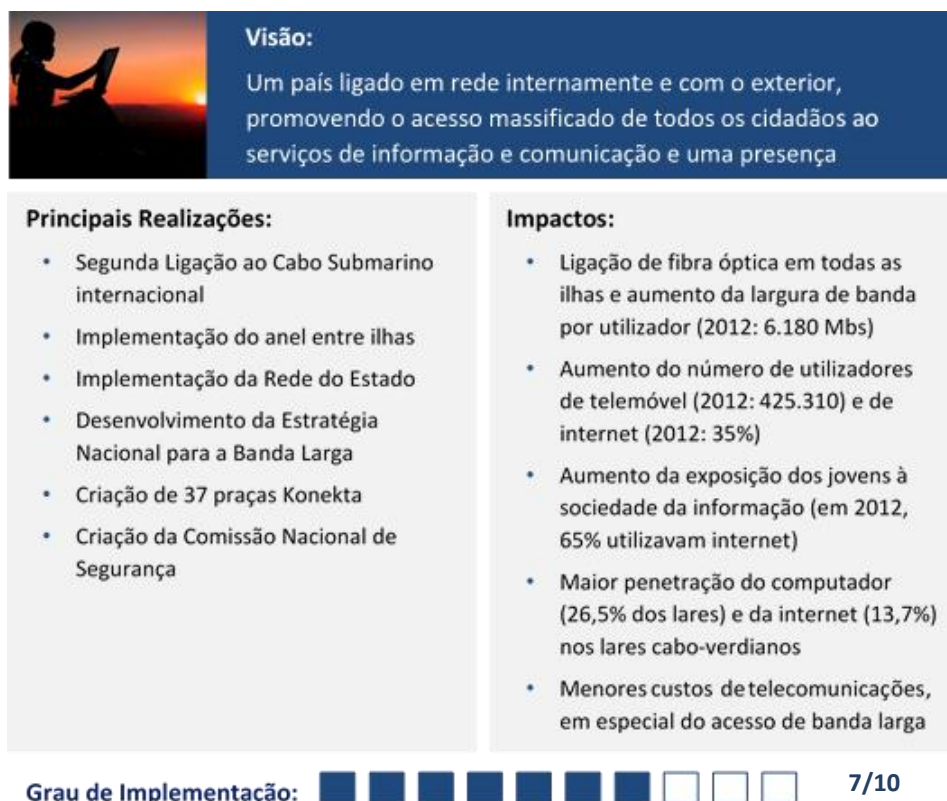 Visão:
Um país ligado em rede internamente e com o exterior,
promovendo o acesso massificado de todos os cidadãos ao
serviços de informação e comunicação e uma presença
Principais Realizações:
• Segunda Ligação ao Cabo Submarino
internacional
• Implementação do anel entre ilhas
• Implementação da Rede do Estado
• Desenvolvimento da Estratégia
Nacional para a Banda Larga
• Criação de 37 praças Konekta
• Criação da Comissão Nacional de
Segurança
Impactos:
• Ligação de fibra óptica em todas as
ilhas e aumento da largura de banda
por utilizador (2012: 6.180 Mbs)
• Aumento do número de utilizadores
de telemóvel (2012: 425.310) e de
internet (2012: 35%)
• Aumento da exposição dos jovens à
sociedade da informação (em 2012,
65% utilizavam internet)
• Maior penetração do computador
(26,5% dos lares) e da internet (13,7%)
nos lares cabo-verdianos
• Menores custos de telecomunicações,
em especial do acesso de banda larga
Grau de Implementação: 7/10